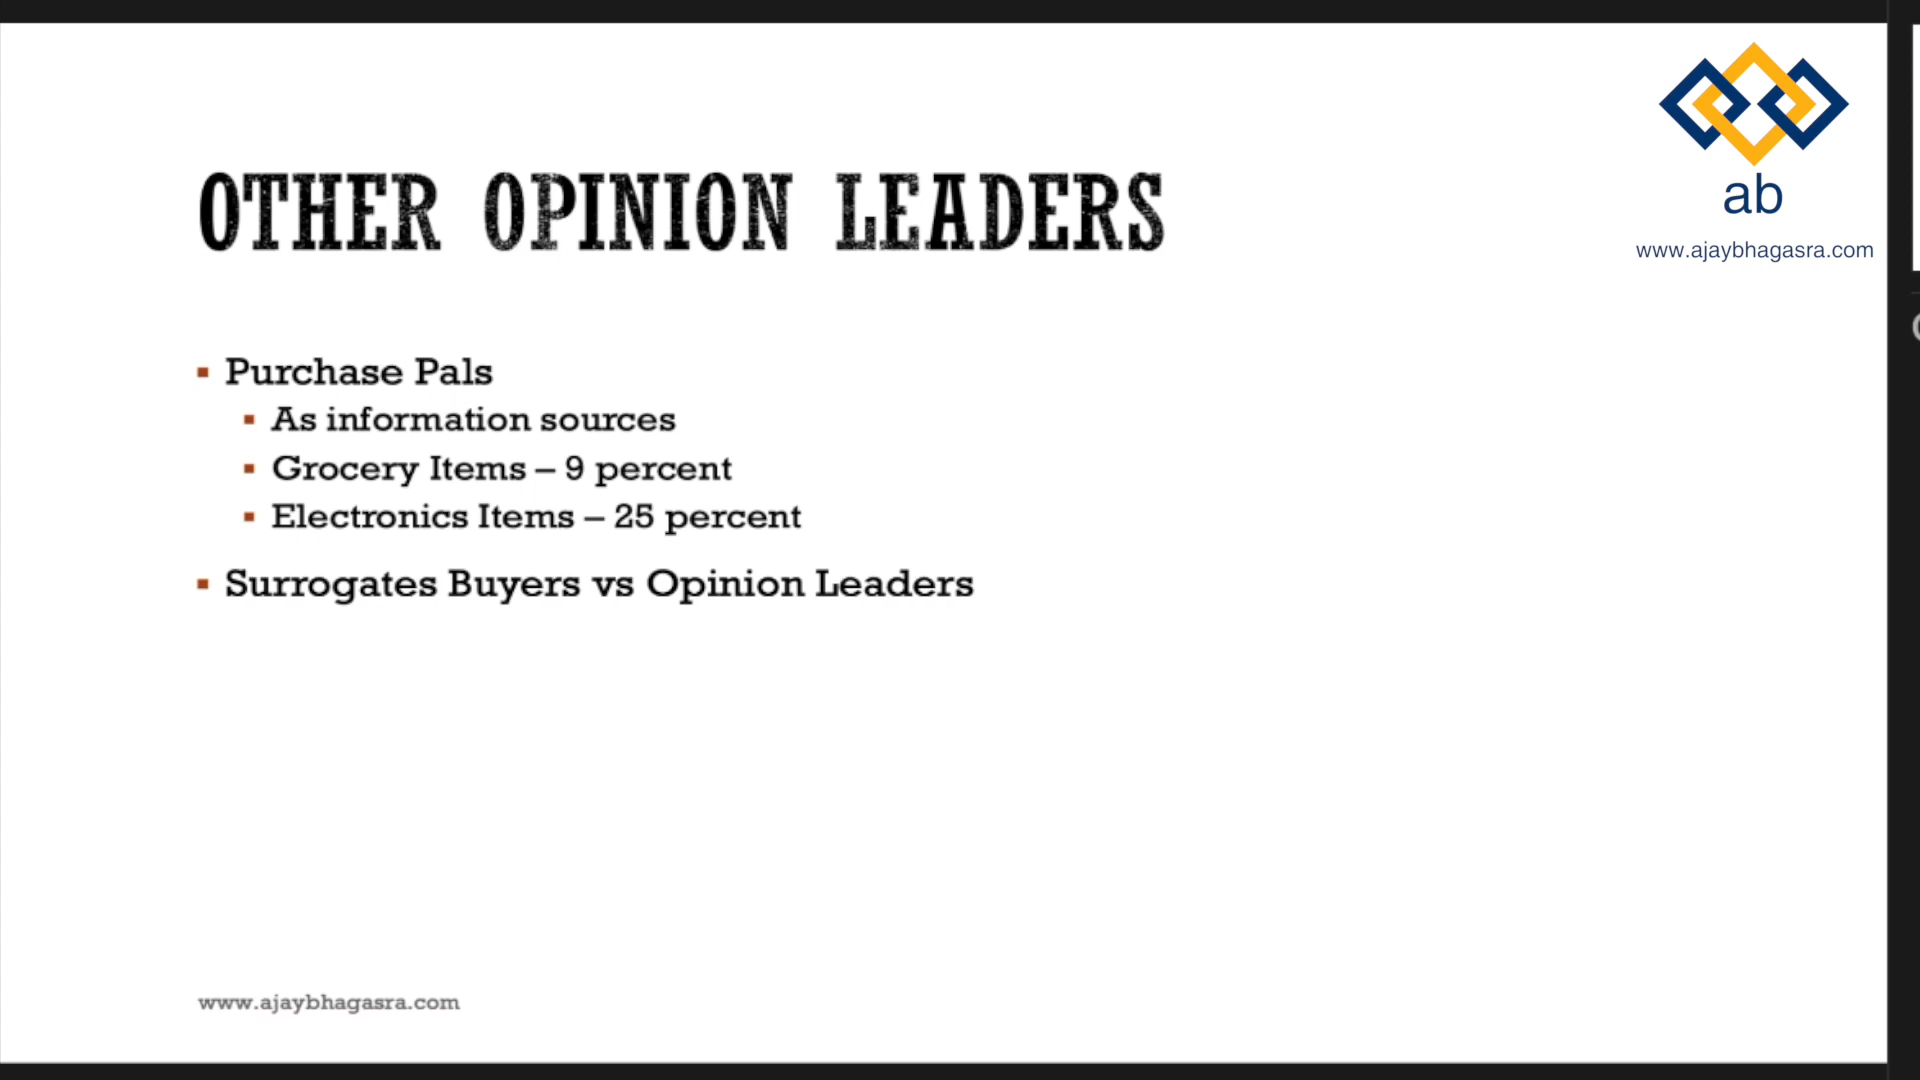 ab
www.ajaybhagasra.com
OTHER OPINION LEADERS
Purchase Pals
As information sources
Grocery Items – 9 percent
Electronics Items – 25 percent
Surrogates Buyers vs Opinion Leaders
www.ajaybhagasra.com